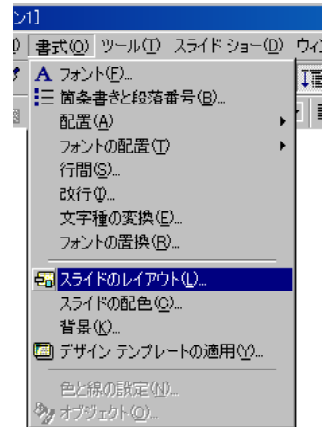 ン1]
書式(O) ツール(T) スライド ショー(D) ウィ
フォント(F)...
箇条書きと段落番号(B)...
配置(A)
フォントの配置(T)
行間(S)...
改行(I)...
文字種の変換(E)...
フォントの置換(R)...
スライドのレイアウト(L)...
スライドの配色(C)...
背景(K)...
デザイン テンプレートの適用(Y)...
色と線の設定(N)...
オブジェクト(O)...